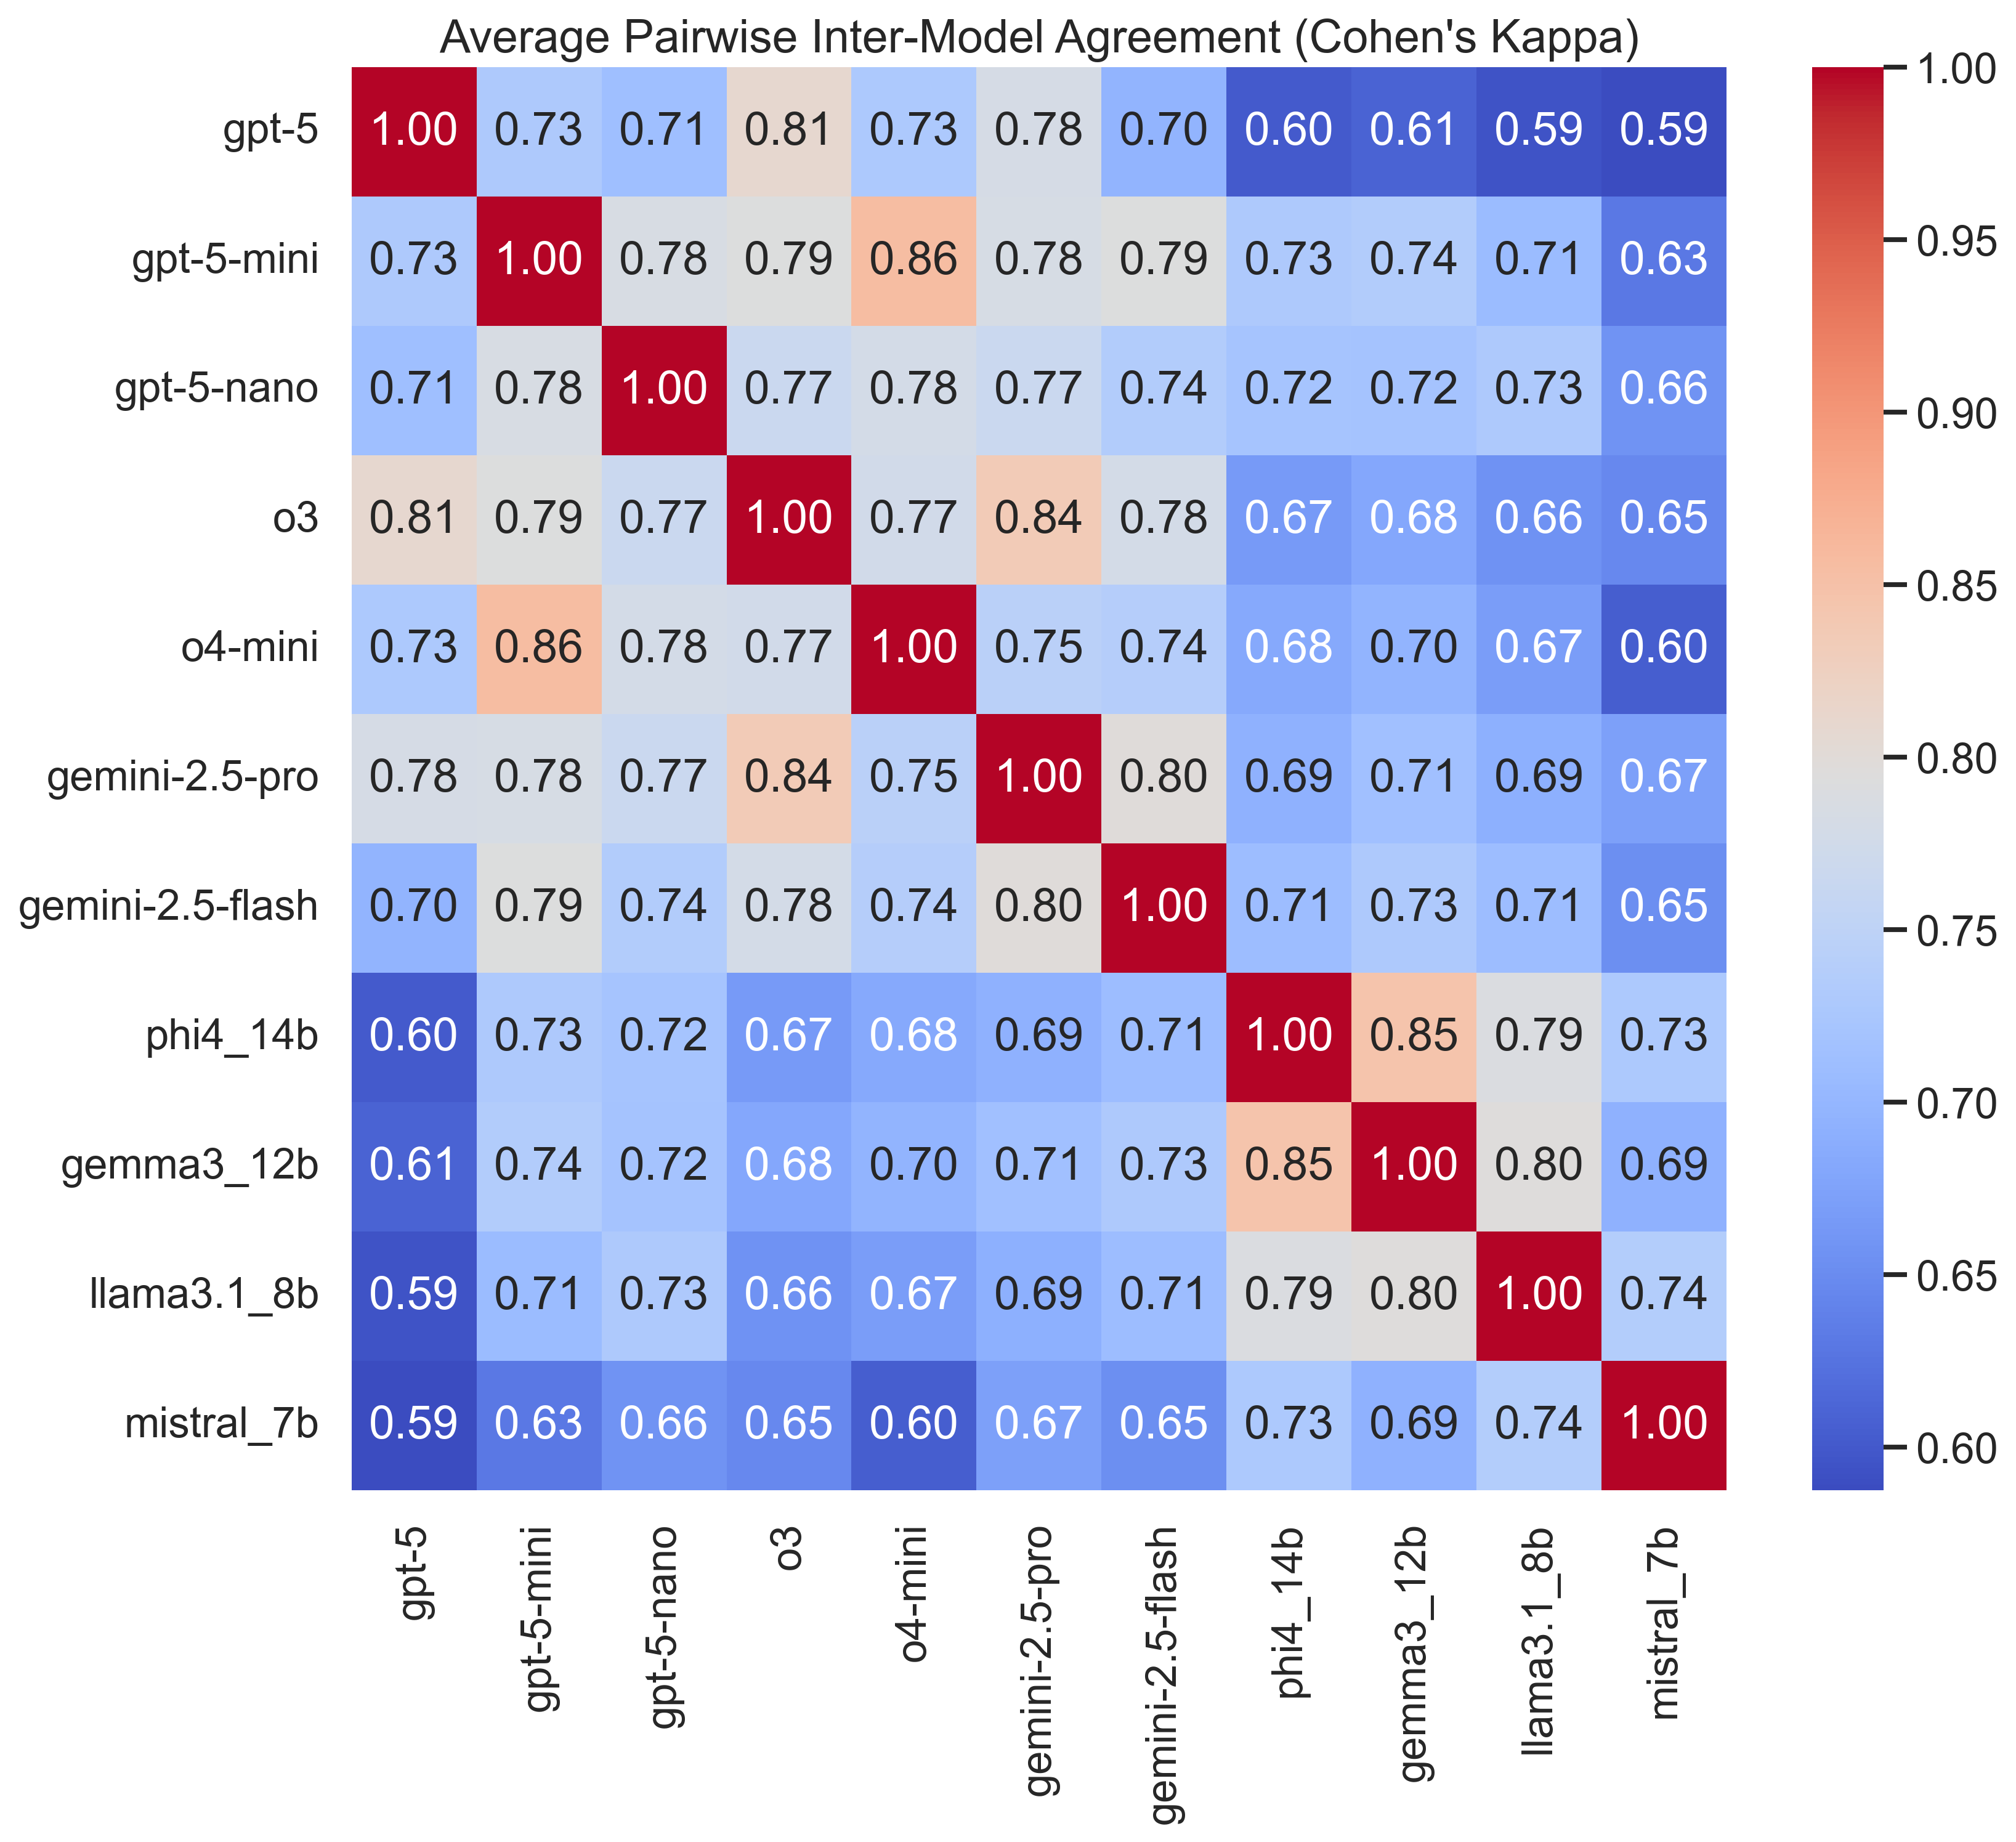 Average Pairwise Inter-Model Agreement (Cohen's Kappa)
gpt-5 1.00 0.73 0.71 0.81 0.73 0.78 0.70 0.60 0.61 0.59 0.59
gpt-5-mini 0.73 1.00 0.78 0.79 0.86 0.78 0.79 0.73 0.74 0.71 0.63
gpt-5-nano 0.71 0.78 1.00 0.77 0.78 0.77 0.74 0.72 0.72 0.73 0.66
o3 0.81 0.79 0.77 1.00 0.77 0.84 0.78 0.67 0.68 0.66 0.65
o4-mini 0.73 0.86 0.78 0.77 1.00 0.75 0.74 0.68 0.70 0.67 0.60
gemini-2.5-pro 0.78 0.78 0.77 0.84 0.75 1.00 0.80 0.69 0.71 0.69 0.67
gemini-2.5-flash 0.70 0.79 0.74 0.78 0.74 0.80 1.00 0.71 0.73 0.71 0.65
phi4_14b 0.60 0.73 0.72 0.67 0.68 0.69 0.71 1.00 0.85 0.79 0.73
gemma3_12b 0.61 0.74 0.72 0.68 0.70 0.71 0.73 0.85 1.00 0.80 0.69
llama3.1_8b 0.59 0.71 0.73 0.66 0.67 0.69 0.71 0.79 0.80 1.00 0.74
mistral_7b 0.59 0.63 0.66 0.65 0.60 0.67 0.65 0.73 0.69 0.74 1.00
gpt-5
gpt-5-mini
gpt-5-nano
o3
o4-mini
gemini-2.5-pro
gemini-2.5-flash
phi4_14b
gemma3_12b
llama3.1_8b
mistral_7b
1.00
0.95
0.90
0.85
0.80
0.75
0.70
0.65
0.60